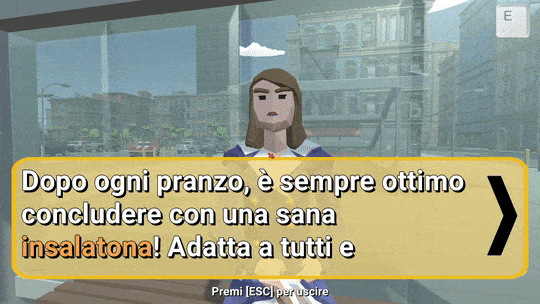 E
Dopo ogni pranzo, è sempre ottimo
concludere con una sana
insalatona! Adatta a tutti e
Premi [ESC] per uscire